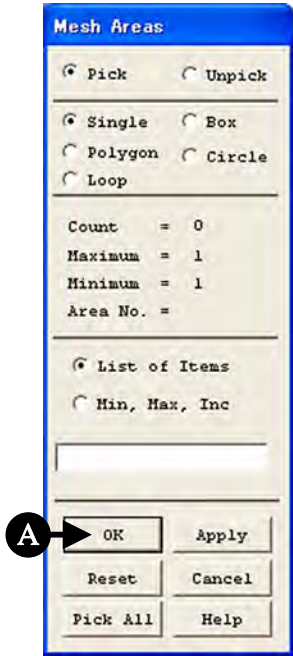 Mesh Areas
Pick Unpick
Single Box
Polygon Circle
Loop
Count = 0
Maximum = 1
Minimum = 1
Area No. =
List of Items
Min, Max, Inc
A OK Apply
Reset Cancel
Pick All Help